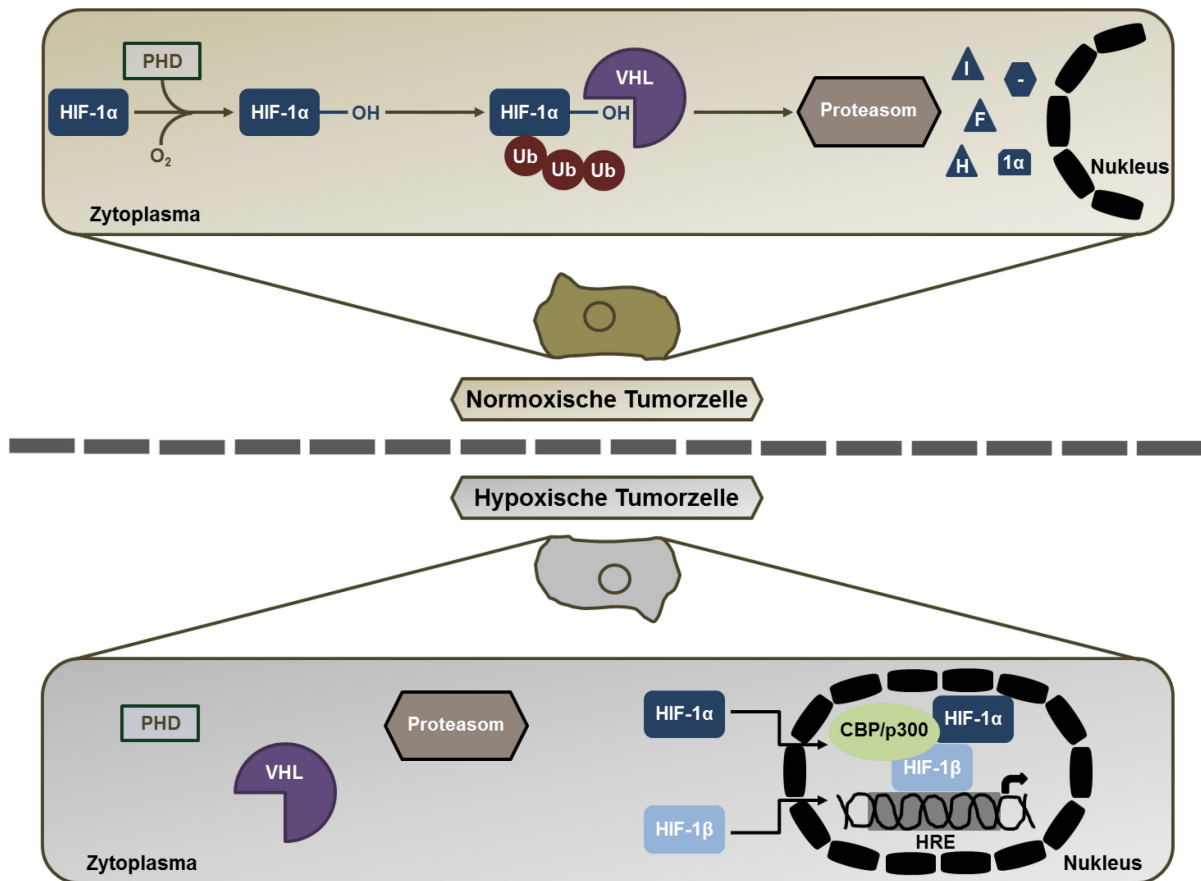 PHD
HIF-1α
O₂
HIF-1α
OH
HIF-1α
OH
VHL
Ub
Ub
Ub
Proteasom
I
-
F
H
1α
Nukleus
Zytoplasma
Normoxische Tumorzelle
Hypoxische Tumorzelle
PHD
VHL
Proteasom
HIF-1α
HIF-1β
CBP/p300
HIF-1α
HIF-1β
HRE
Zytoplasma
Nukleus